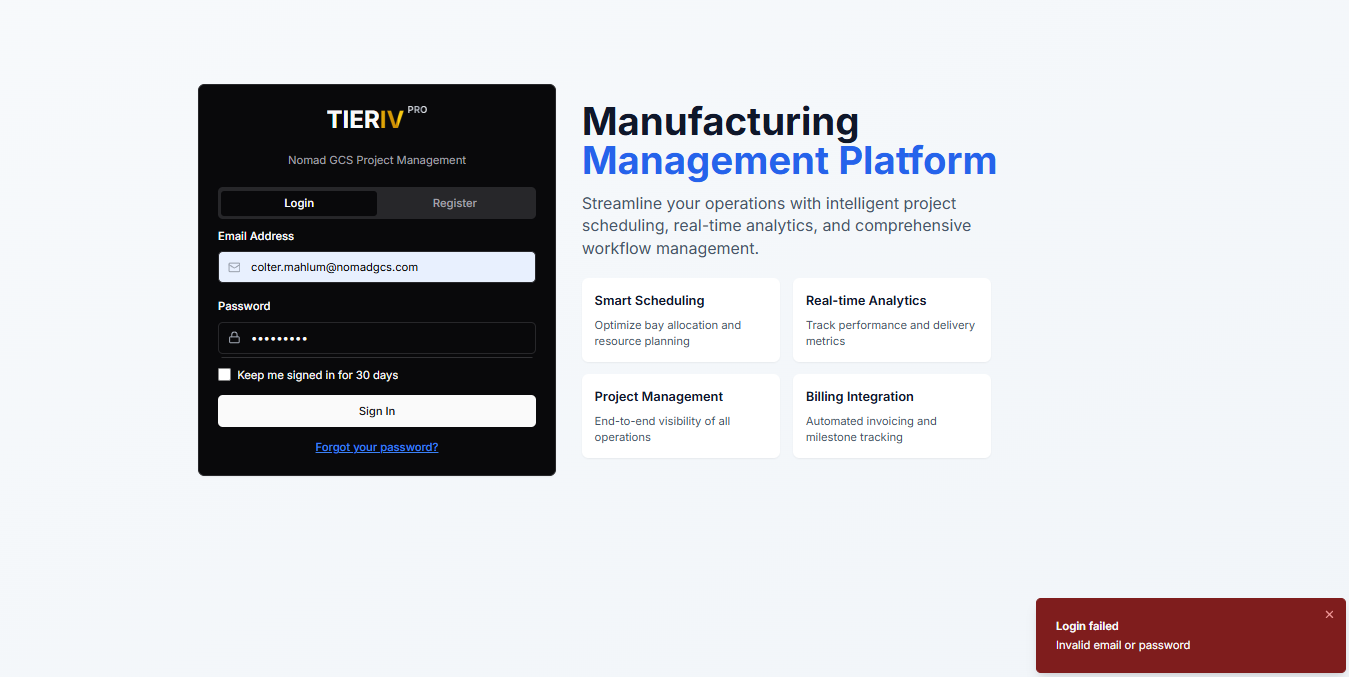 TIERIV PRO
Nomad GCS Project Management
Login
Register
Email Address
colter.mahlum@nomadgcs.com
Password
•••••••••
Keep me signed in for 30 days
Sign In
Forgot your password?
Manufacturing
Management Platform
Streamline your operations with intelligent project
scheduling, real-time analytics, and comprehensive
workflow management.
Smart Scheduling
Optimize bay allocation and
resource planning
Real-time Analytics
Track performance and delivery
metrics
Project Management
End-to-end visibility of all
operations
Billing Integration
Automated invoicing and
milestone tracking
Login failed
Invalid email or password